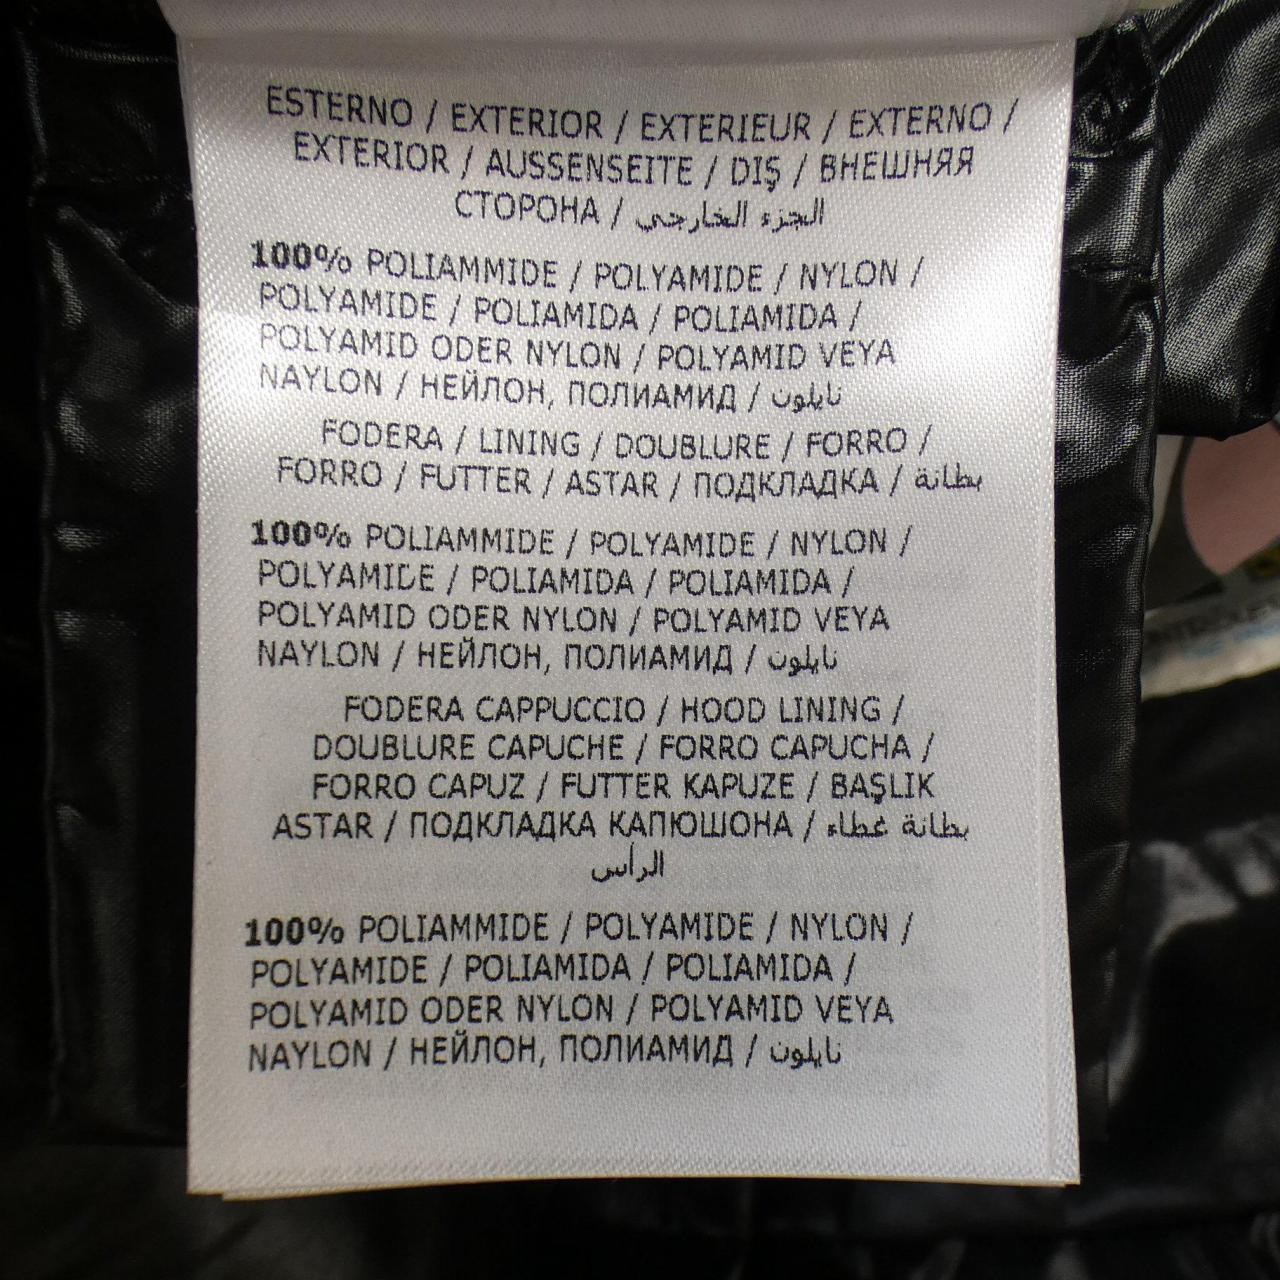 ESTERNO / EXTERIOR / EXTERIEUR / EXTERNO /
EXTERIOR / AUSSENSEITE / DIŞ / ВНЕШНЯЯ
СТОРОНА / الجزء الخارجي
100% POLIAMMIDE / POLYAMIDE / NYLON /
POLYAMIDE / POLIAMIDA / POLIAMIDA /
POLYAMID ODER NYLON / POLYAMID VEYA
NAYLON / НЕЙЛОН, ПОЛИАМИД / نايلون
FODERA / LINING / DOUBLURE / FORRO /
FORRO / FUTTER / ASTAR / ПОДКЛАДКА / بطانة
100% POLIAMMIDE / POLYAMIDE / NYLON /
POLYAMIDE / POLIAMIDA / POLIAMIDA /
POLYAMID ODER NYLON / POLYAMID VEYA
NAYLON / НЕЙЛОН, ПОЛИАМИД / نايلون
FODERA CAPPUCCIO / HOOD LINING /
DOUBLURE CAPUCHE / FORRO CAPUCHA /
FORRO CAPUZ / FUTTER KAPUZE / BAŞLIK
ASTAR / ПОДКЛАДКА КАПЮШОНА / بطانة غطاء
الرأس
100% POLIAMMIDE / POLYAMIDE / NYLON /
POLYAMIDE / POLIAMIDA / POLIAMIDA /
POLYAMID ODER NYLON / POLYAMID VEYA
NAYLON / НЕЙЛОН, ПОЛИАМИД / نايلون